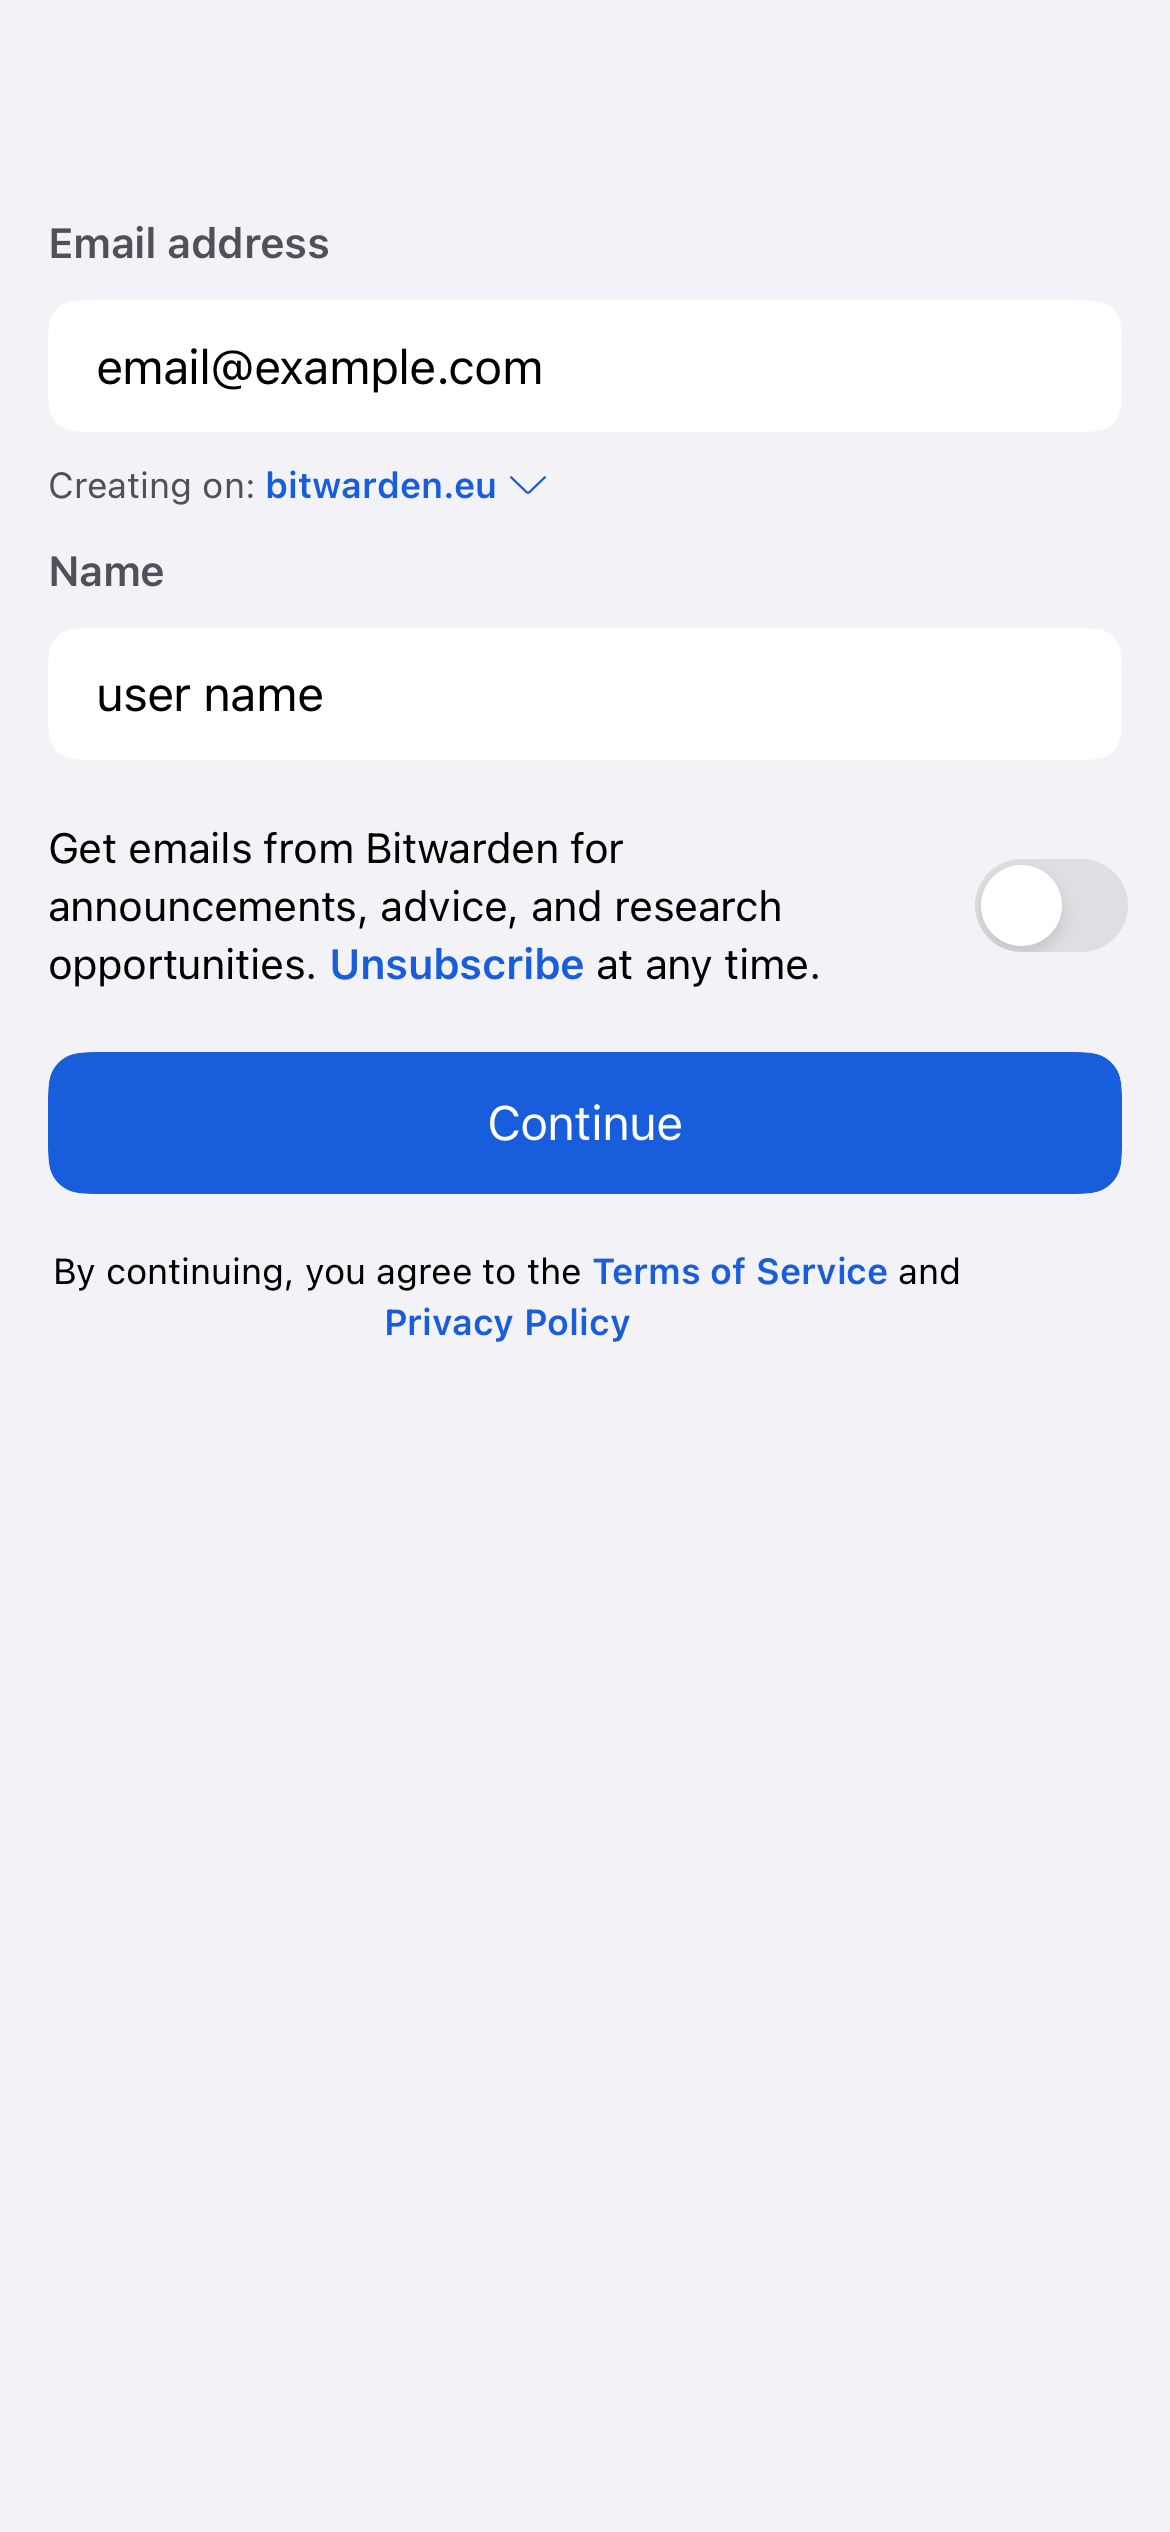 Email address
email@example.com
Creating on: bitwarden.eu
Name
user name
Get emails from Bitwarden for
announcements, advice, and research
opportunities. Unsubscribe at any time.
Continue
By continuing, you agree to the Terms of Service and
Privacy Policy